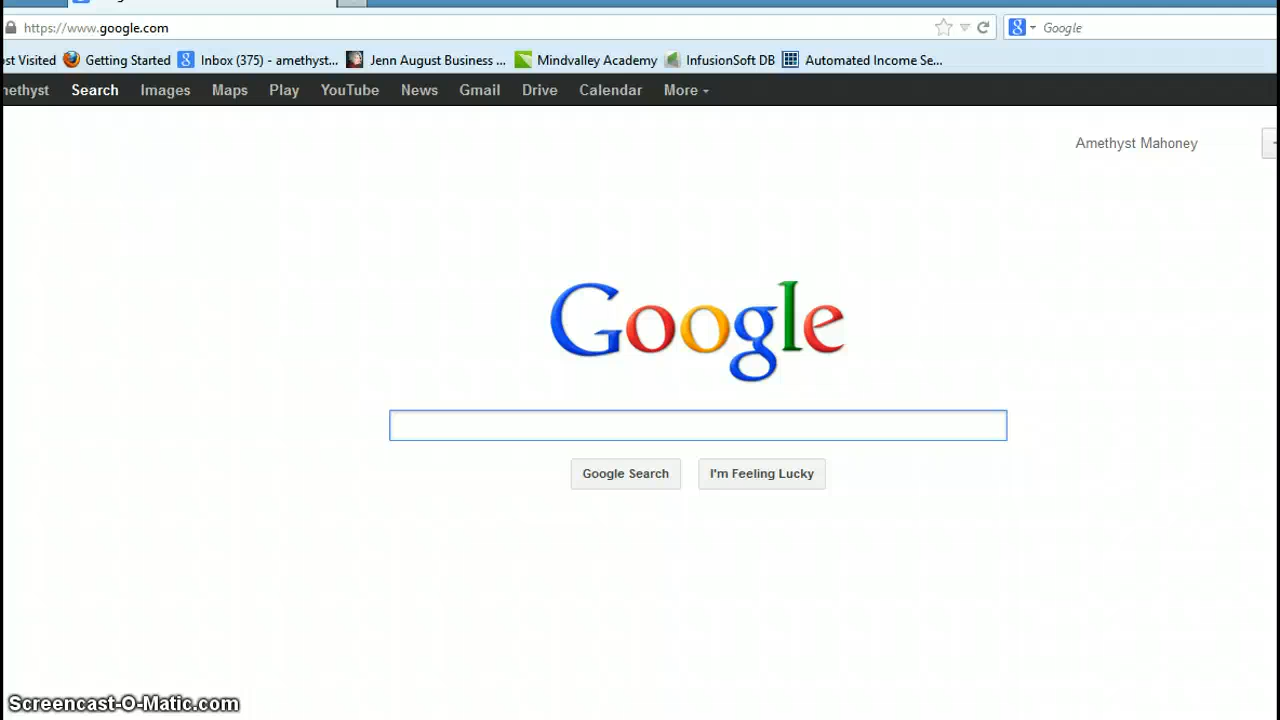 https://www.google.com
Google
ost Visited Getting Started Inbox (375) - amethyst... Jenn August Business ... Mindvalley Academy InfusionSoft DB Automated Income Se...
nethyst Search Images Maps Play YouTube News Gmail Drive Calendar More
Amethyst Mahoney
Google
Google Search I'm Feeling Lucky
Screencast-O-Matic.com